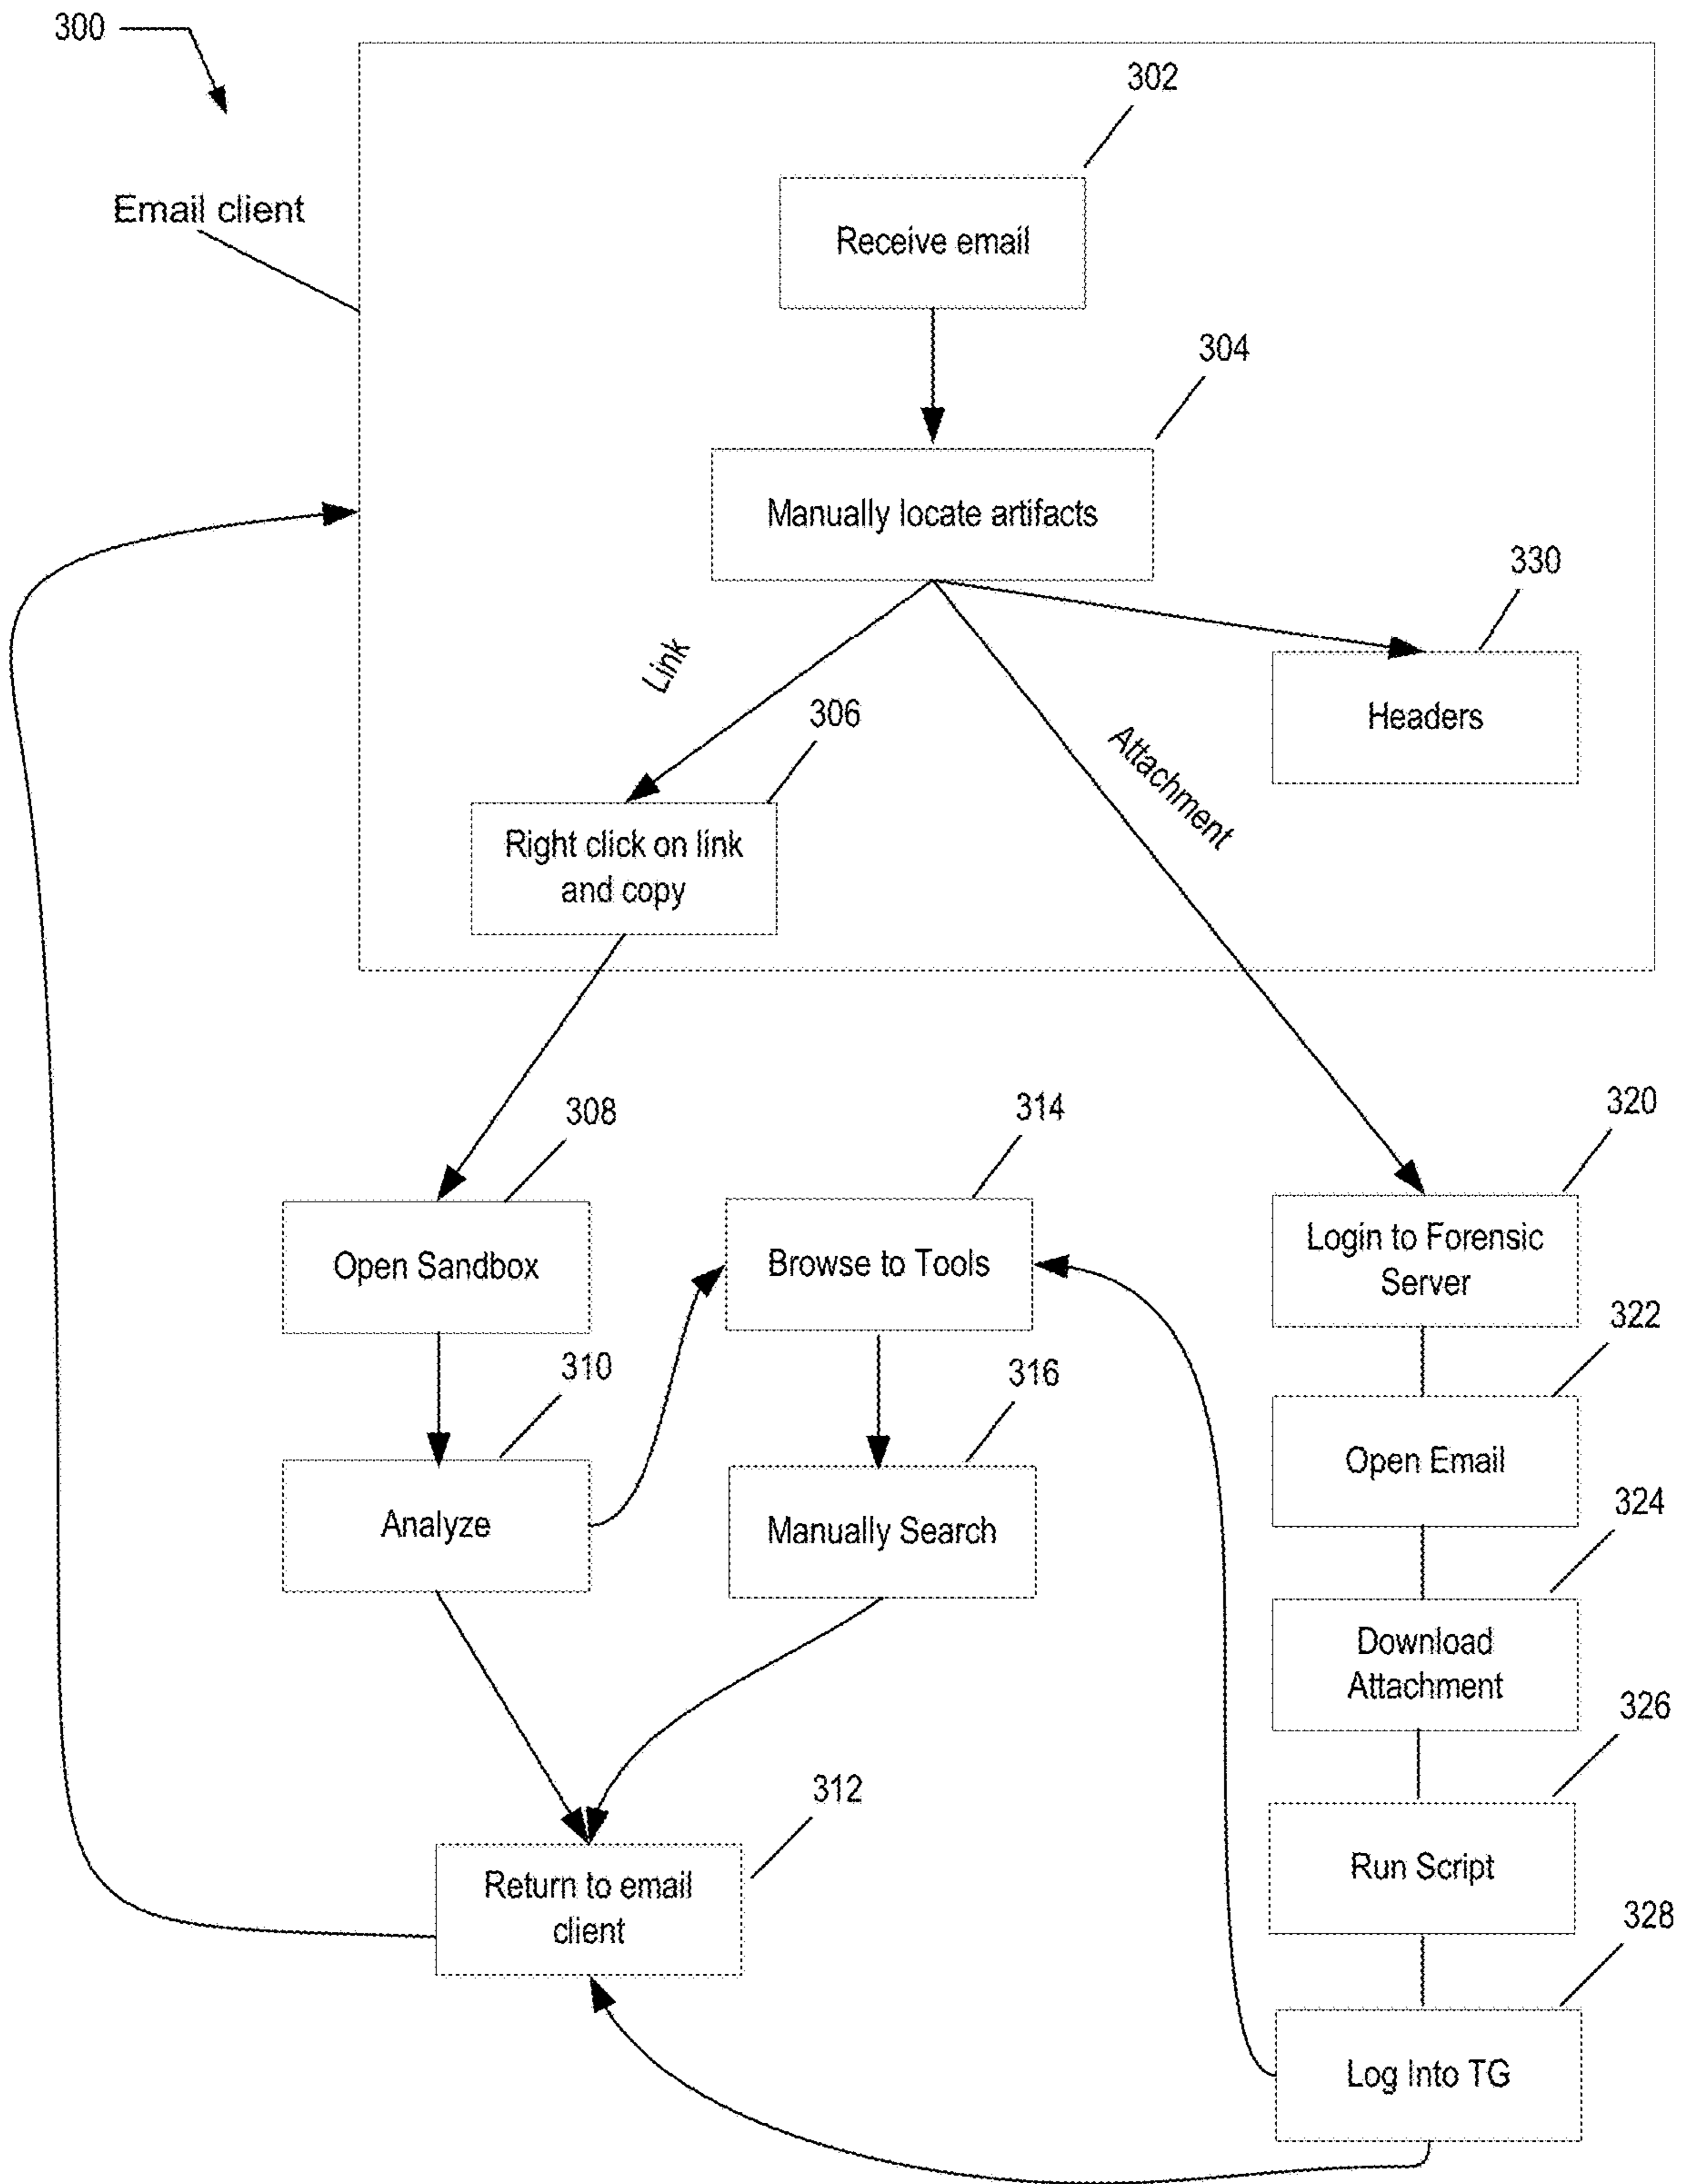 300
302
Email client
Receive email
304
Manually locate artifacts
330
Link
Headers
306
Attachment
Right click on link
and copy
308
314
320
Open Sandbox
Browse to Tools
Login to Forensic
Server
322
310
316
Open Email
Analyze
Manually Search
324
Download
Attachment
326
312
Run Script
Return to email
client
328
Log Into TG